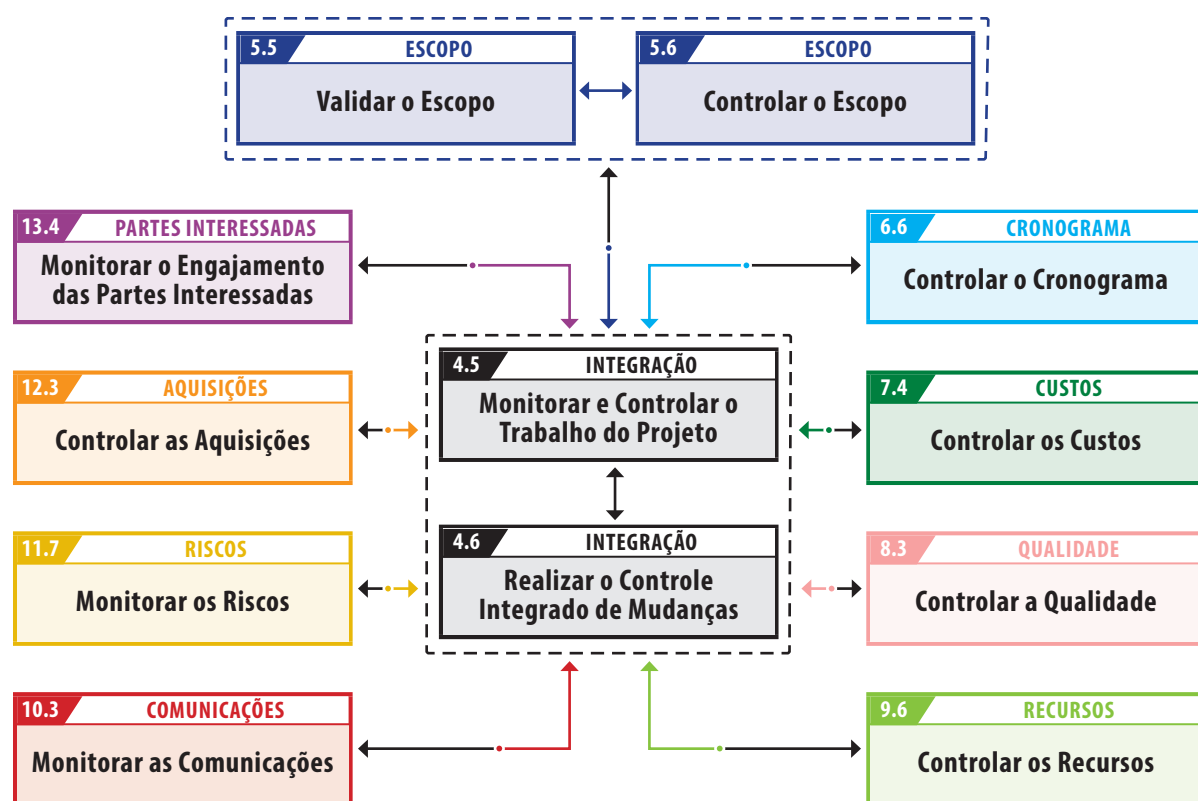 5.5 ESCOPO
Validar o Escopo
5.6 ESCOPO
Controlar o Escopo
13.4 PARTES INTERESSADAS
Monitorar o Engajamento
das Partes Interessadas
6.6 CRONOGRAMA
Controlar o Cronograma
4.5 INTEGRAÇÃO
Monitorar e Controlar o
Trabalho do Projeto
12.3 AQUISIÇÕES
Controlar as Aquisições
7.4 CUSTOS
Controlar os Custos
4.6 INTEGRAÇÃO
Realizar o Controle
Integrado de Mudanças
11.7 RISCOS
Monitorar os Riscos
8.3 QUALIDADE
Controlar a Qualidade
10.3 COMUNICAÇÕES
Monitorar as Comunicações
9.6 RECURSOS
Controlar os Recursos